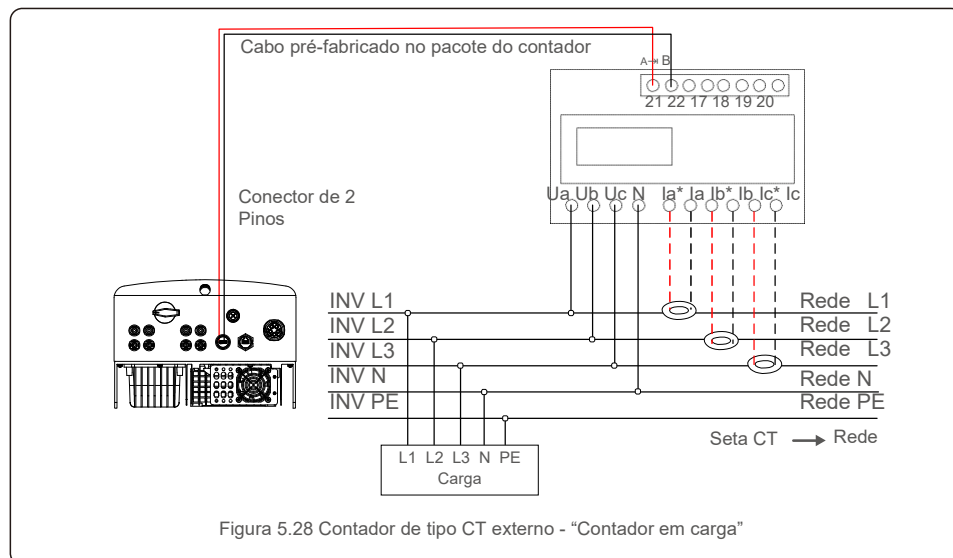 Cabo pré-fabricado no pacote do contador
A B
21 22 17 18 19 20
Conector de 2
Pinos
Ua Ub Uc N Ia* Ia Ib* Ib Ic* Ic
INV L1 Rede L1
INV L2 Rede L2
INV L3 Rede L3
INV N Rede N
INV PE Rede PE
Seta CT → Rede
L1 L2 L3 N PE
Carga
Figura 5.28 Contador de tipo CT externo - “Contador em carga”